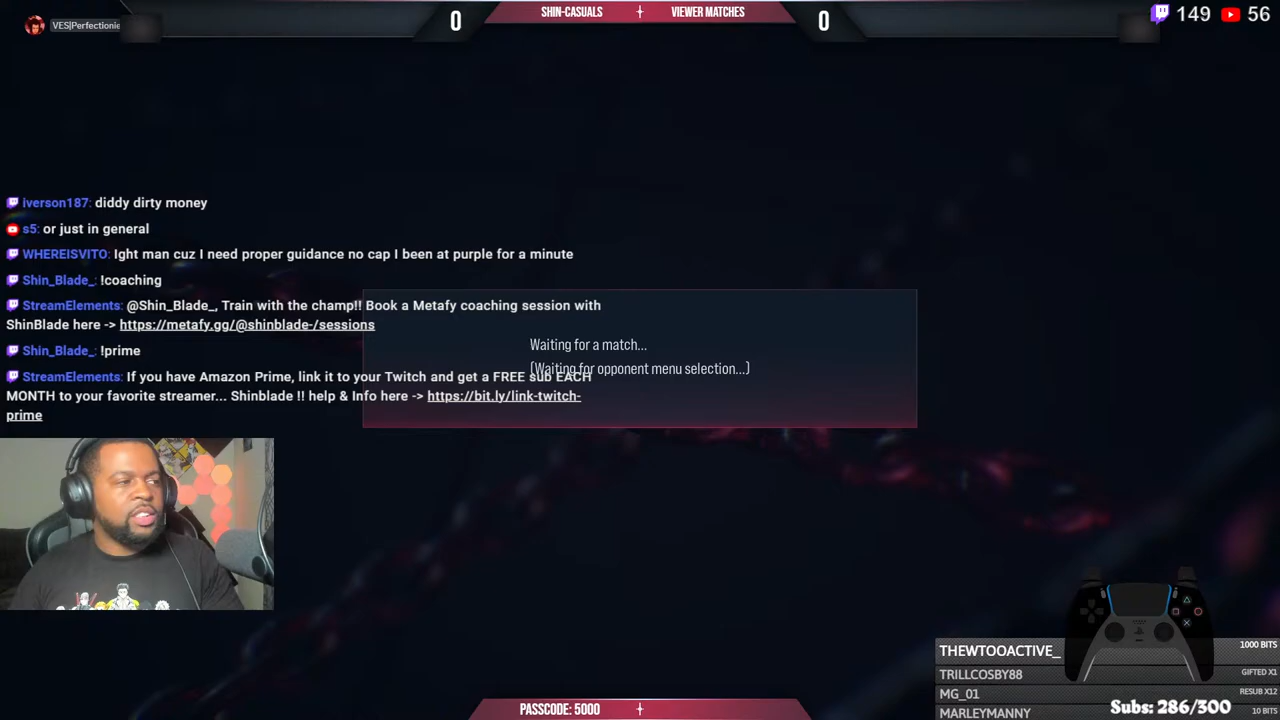 VES|Perfectionie
0
SHIN-CASUALS
VIEWER MATCHES
0
149
56
iverson187: diddy dirty money
s5: or just in general
WHEREISVITO: Ight man cuz I need proper guidance no cap I been at purple for a minute
Shin_Blade_: !coaching
StreamElements: @Shin_Blade_, Train with the champ!! Book a Metafy coaching session with
ShinBlade here -> https://metafy.gg/@shinblade-/sessions
Shin_Blade_: !prime
StreamElements: If you have Amazon Prime, link it to your Twitch and get a FREE sub EACH
MONTH to your favorite streamer... Shinblade !! help & Info here -> https://bit.ly/link-twitch-
prime
Waiting for a match...
(Waiting for opponent menu selection...)
THEWTOOACTIVE_ 1000 BITS
TRILLCOSBY88 GIFTED X1
MG_01 RESUB X12
MARLEYMANNY 10 BITS
Subs: 286/300
PASSCODE: 5000